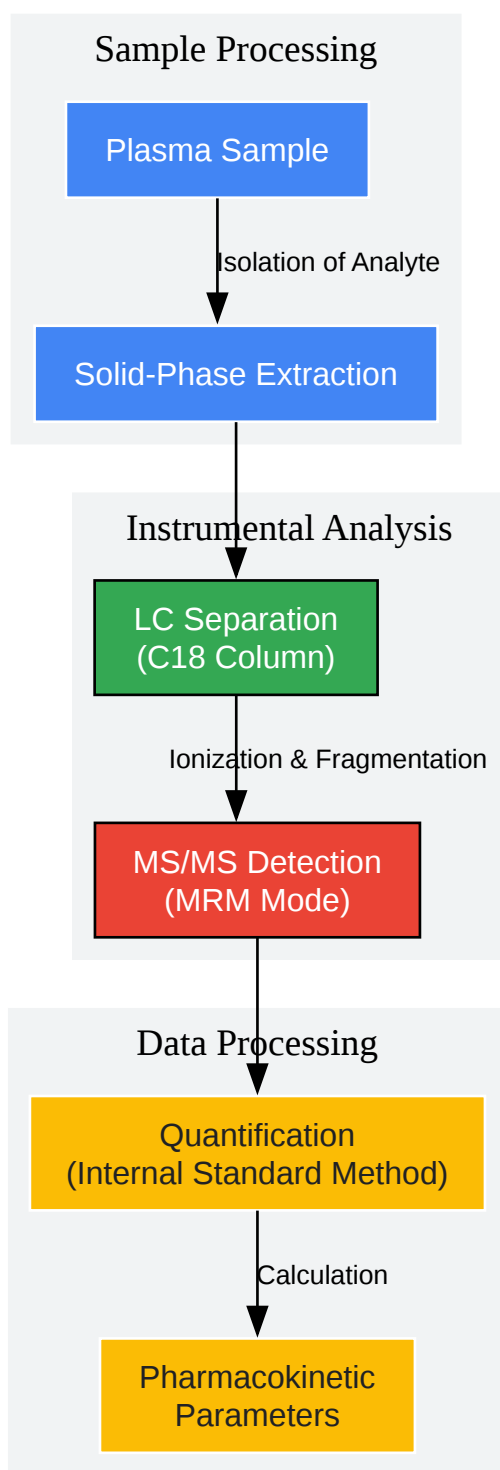 Sample Processing
Plasma Sample
Isolation of Analyte
Solid-Phase Extraction
Instrumental Analysis
LC Separation
(C18 Column)
Ionization & Fragmentation
MS/MS Detection
(MRM Mode)
Data Processing
Quantification
(Internal Standard Method)
Calculation
Pharmacokinetic
Parameters